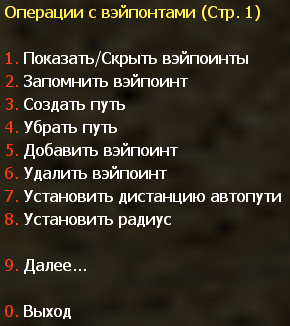 Операции с вэйпонтами (Стр. 1)
1. Показать/Скрыть вэйпоинты
2. Запомнить вэйпоинт
3. Создать путь
4. Убрать путь
5. Добавить вэйпоинт
6. Удалить вэйпоинт
7. Установить дистанцию автопути
8. Установить радиус
9. Далее...
0. Выход